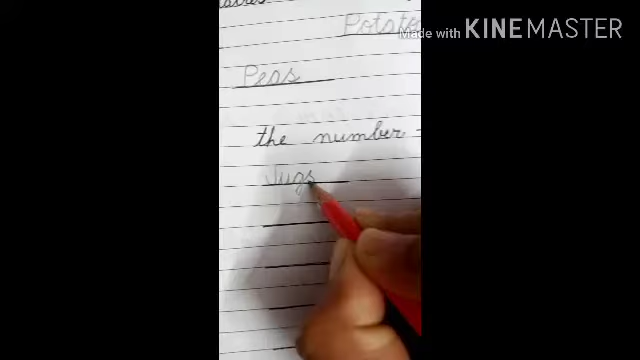 Potato
Made with KINEMASTER
Peas
the number -
Jugs